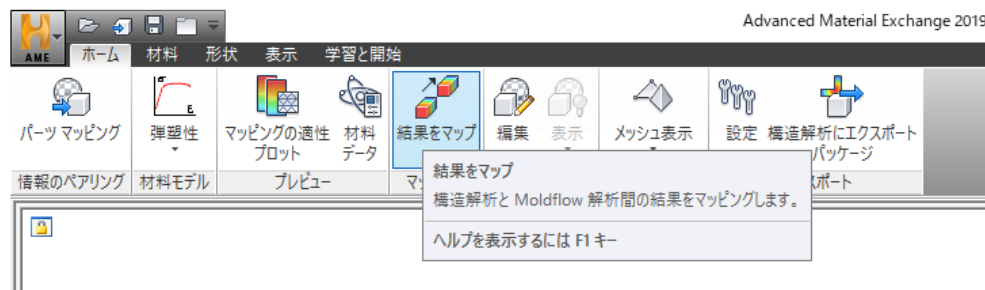 Advanced Material Exchange 2019
AME
ホーム 材料 形状 表示 学習と開始
σ
E
パーツ マッピング 弾塑性 マッピングの適性 プロット 材料 データ 結果をマップ 編集 表示 メッシュ表示 設定 構造解析にエクスポート
パッケージ
情報のペアリング 材料モデル プレビュー マッ スポート
結果をマップ
構造解析と Moldflow 解析間の結果をマッピングします。
ヘルプを表示するには F1 キー